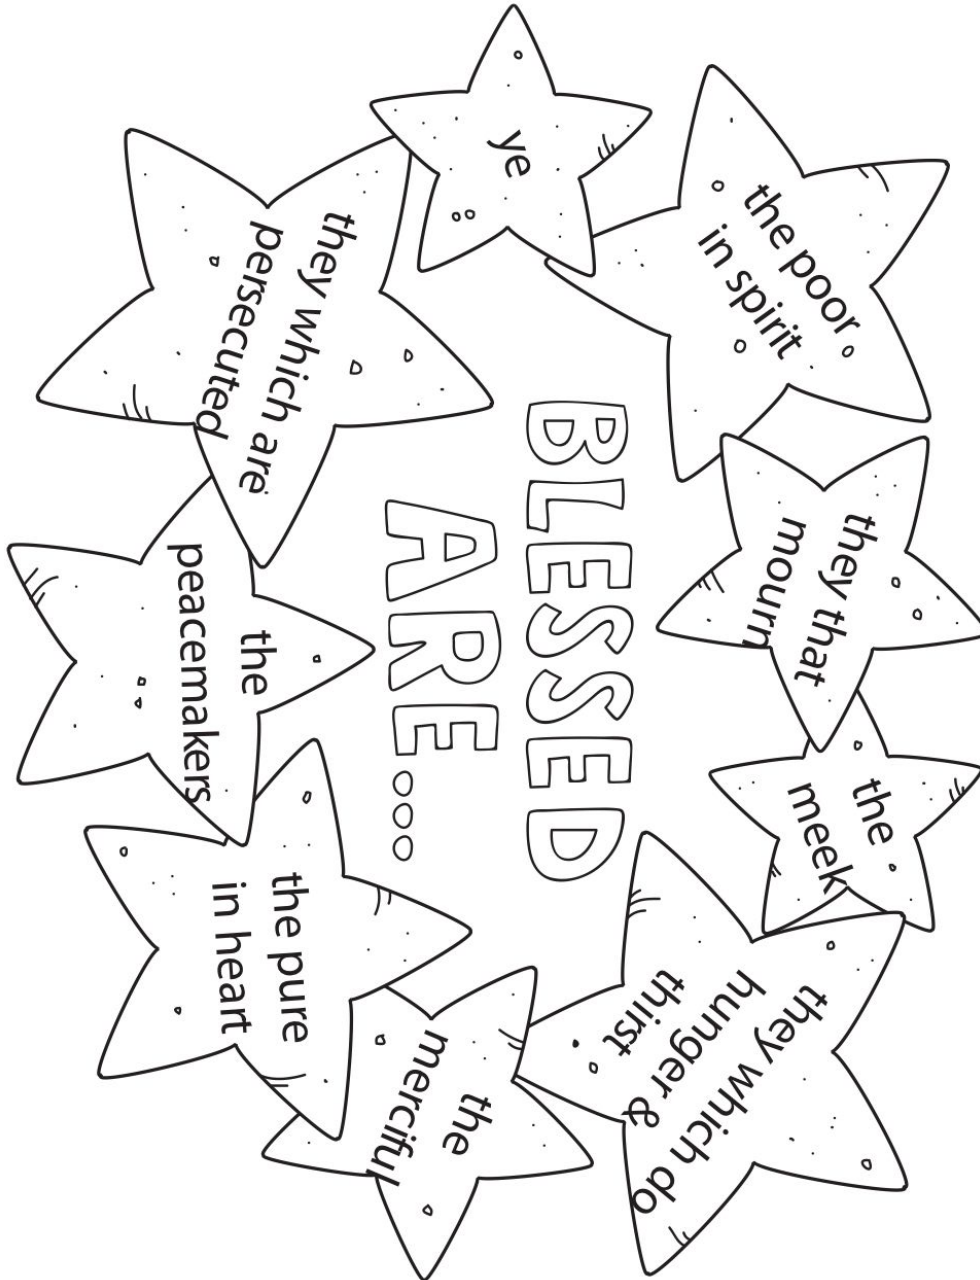 BLESSED
ARE...
the poor
in spirit
they that
mourn
the
meek
they which do
hunger &
thirst
the
merciful
the pure
in heart
the
peacemakers
they which are
persecuted
ye